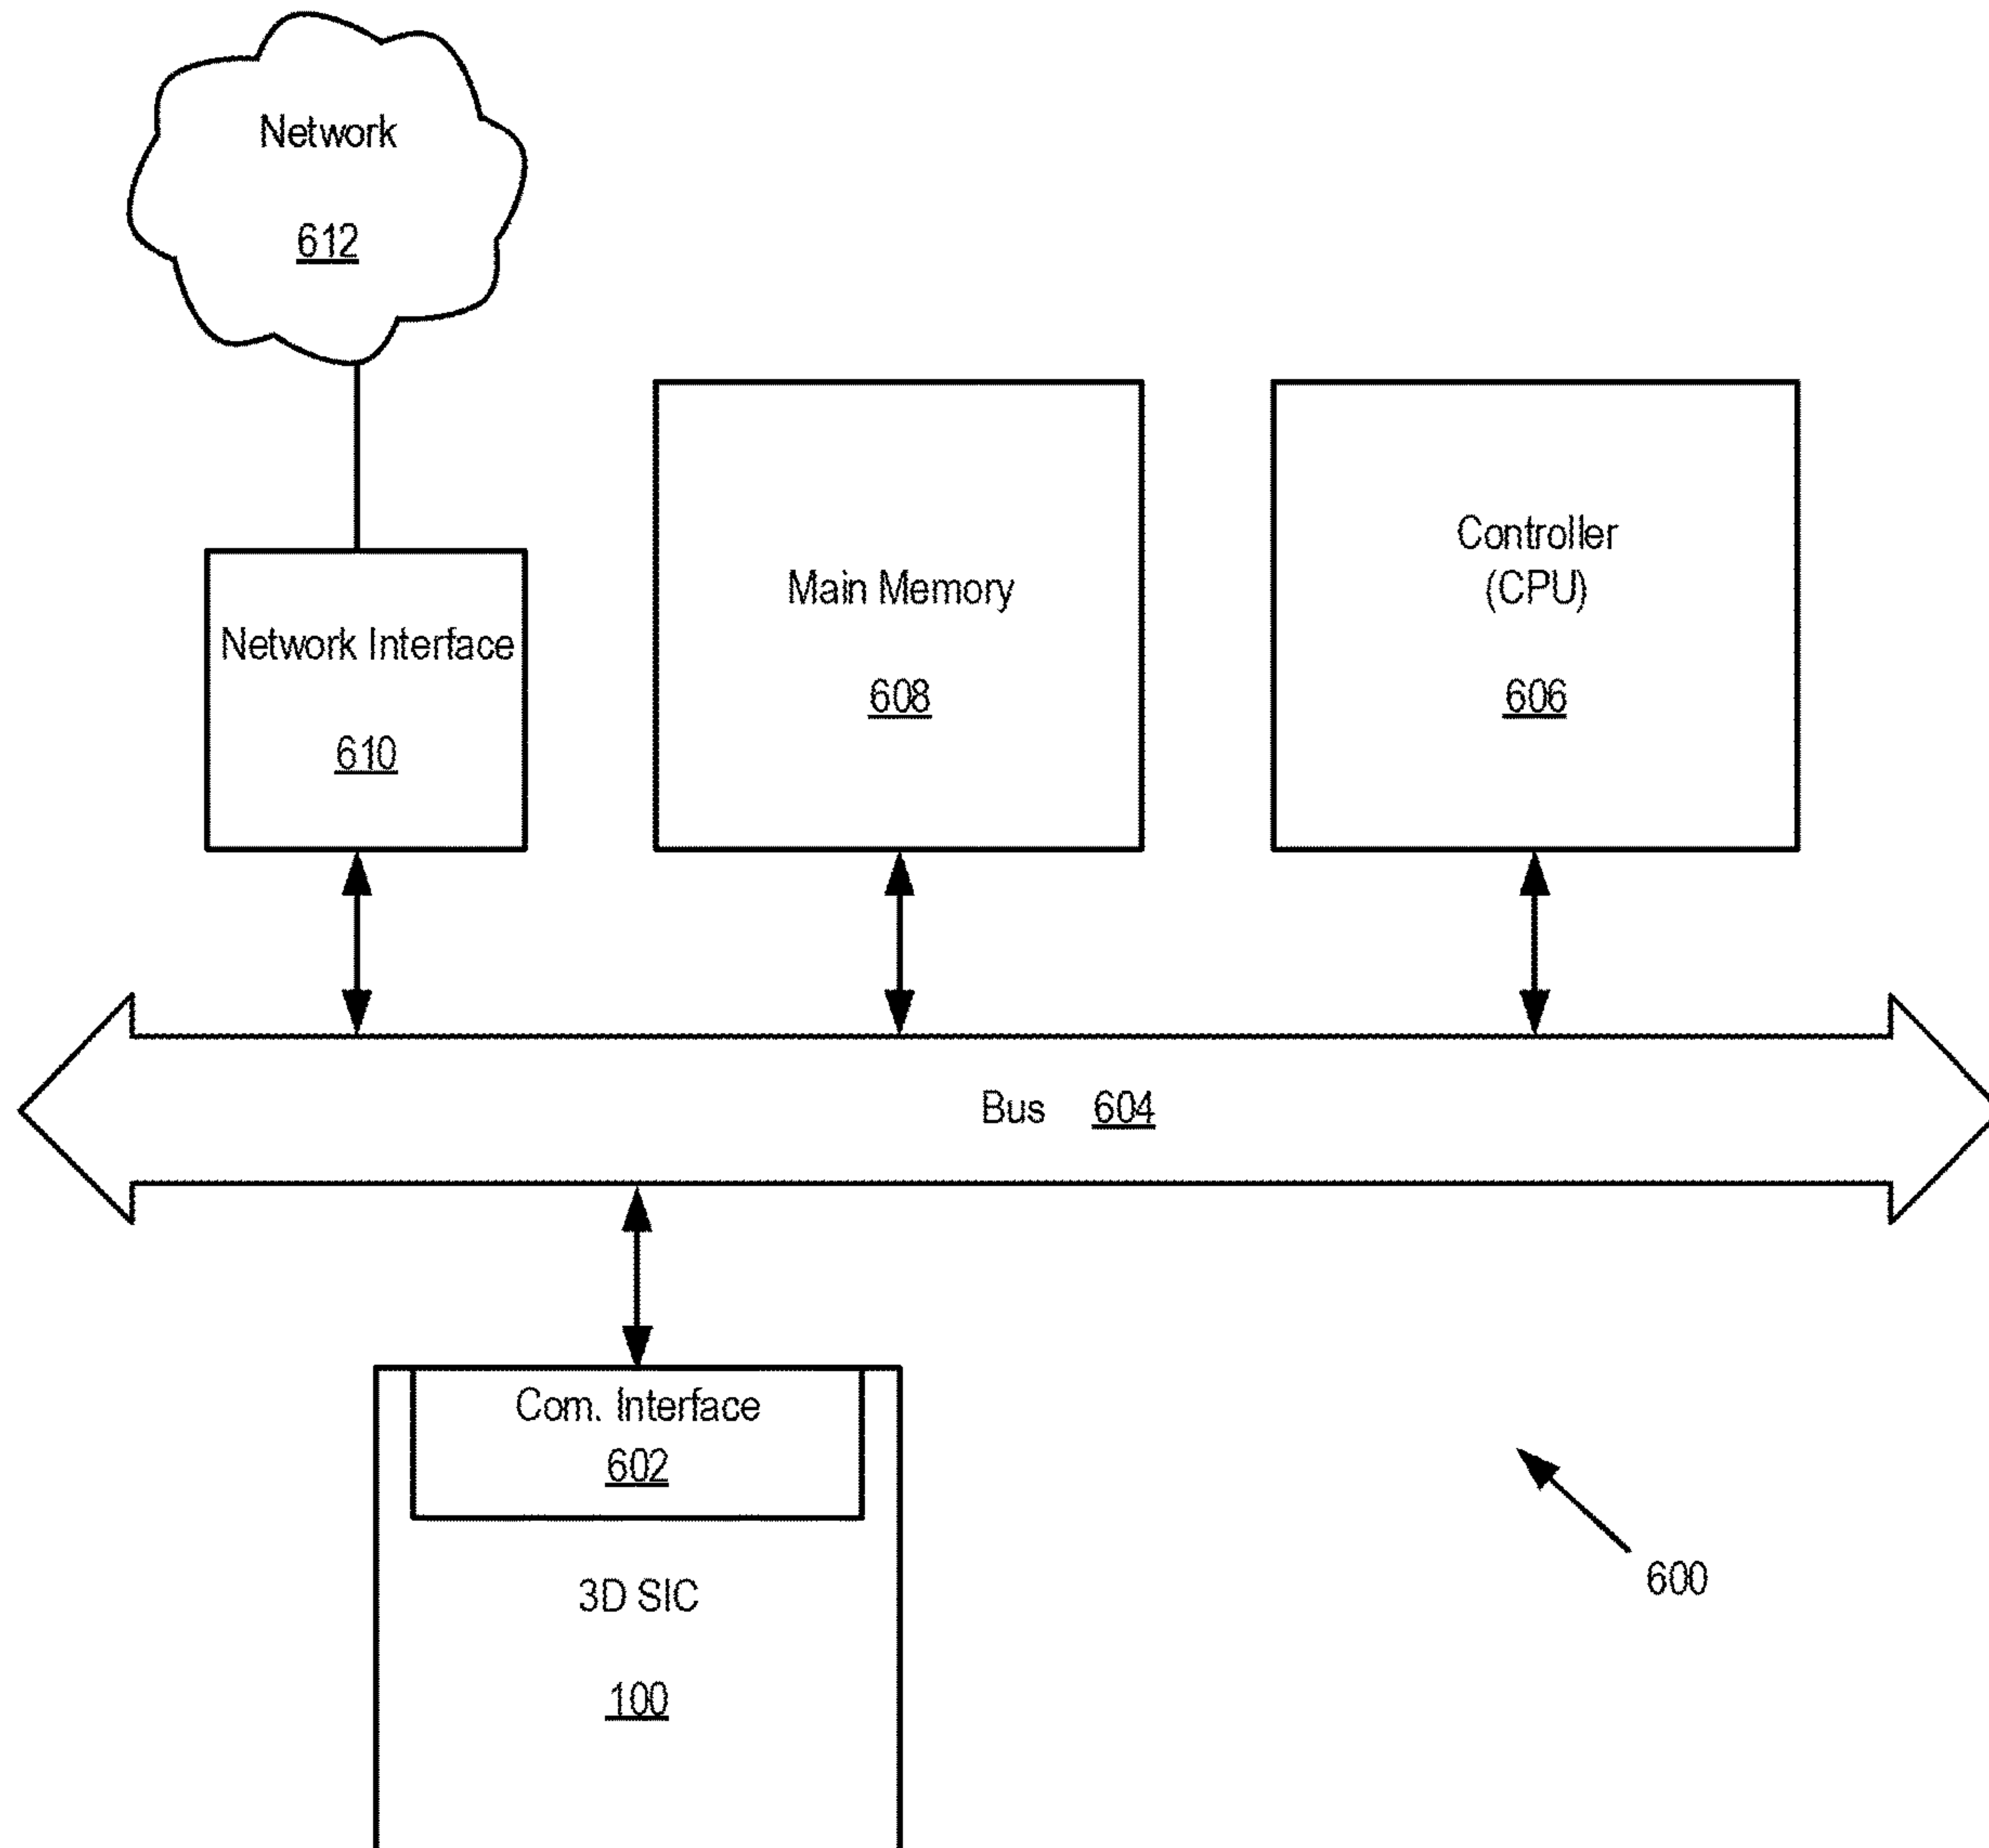 Network
612
Network Interface
610
Main Memory
608
Controller
(CPU)
606
Bus 604
Com. Interface
602
3D SIC
100
600